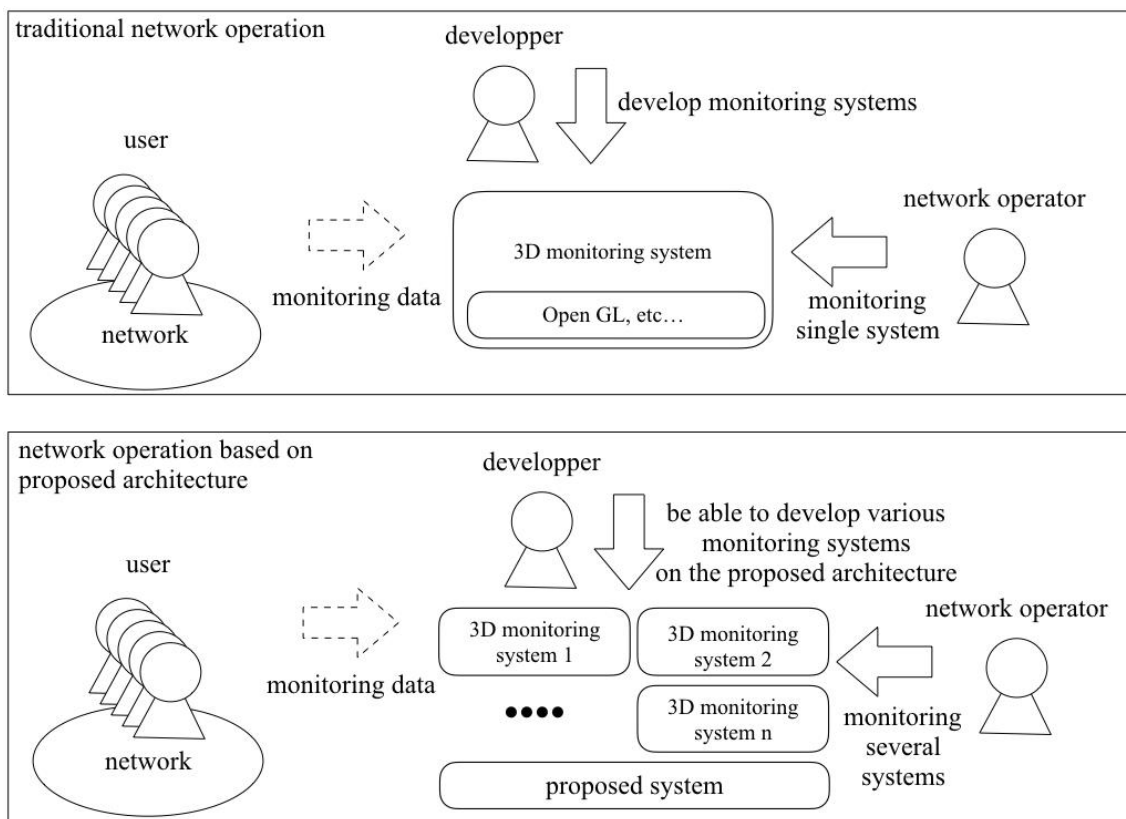 traditional network operation
developper
develop monitoring systems
user
network operator
3D monitoring system
monitoring data
monitoring
single system
Open GL, etc…
network
network operation based on
proposed architecture
developper
be able to develop various
monitoring systems
on the proposed architecture
user
network operator
3D monitoring
system 1
3D monitoring
system 2
monitoring data
••••
3D monitoring
system n
monitoring
several
systems
network
proposed system